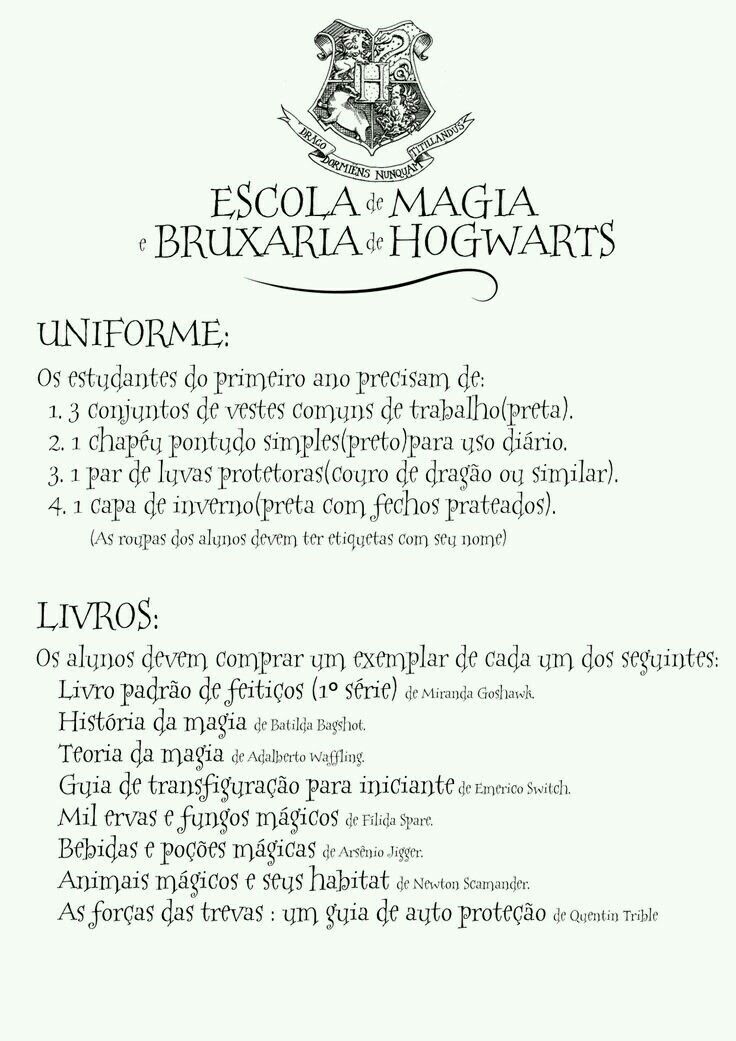 H
DRACO DORMIENS NUNQUAM TITILLANDUS
ESCOLA de MAGIA
e BRUXARIA de HOGWARTS
UNIFORME:
Os estudantes do primeiro ano precisam de:
1. 3 conjuntos de vestes comuns de trabalho(preta).
2. 1 chapéu pontudo simples(preto)para uso diário.
3. 1 par de luvas protetoras(couro de dragão ou similar).
4. 1 capa de inverno(preta com fechos prateados).
(As roupas dos alunos devem ter etiquetas com seu nome)
LIVROS:
Os alunos devem comprar um exemplar de cada um dos seguintes:
Livro padrão de feitiços (1º série) de Miranda Goshawk.
História da magia de Batilda Bagshot.
Teoria da magia de Adalberto Waffling.
Guia de transfiguração para iniciante de Emerico Switch.
Mil ervas e fungos mágicos de Filida Spare.
Bebidas e poções mágicas de Arsênio Jigger.
Animais mágicos e seus habitat de Newton Scamander.
As forças das trevas : um guia de auto proteção de Quentin Trible